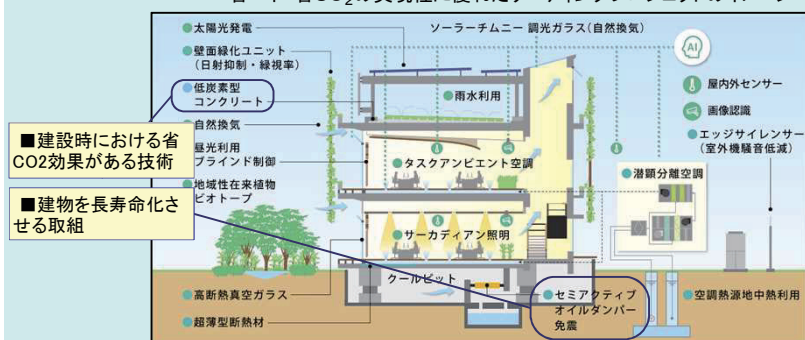 太陽光発電
壁面緑化ユニット
(日射抑制・緑視率)
低炭素型
コンクリート
自然換気
昼光利用
ブラインド制御
地域性在来植物
ビオトープ
高断熱真空ガラス
超薄型断熱材
■建設時における省
CO2効果がある技術
■建物を長寿命化さ
せる取組
ソーラーチムニー 調光ガラス(自然換気)
雨水利用
タスクアンビエント空調
サーカディアン照明
クールピット
セミアクティブ
オイルダンパー
免震
AI
屋内外センサー
画像認識
エッジサイレンサー
(室外機騒音低減)
潜顕分離空調
空調熱源地中熱利用